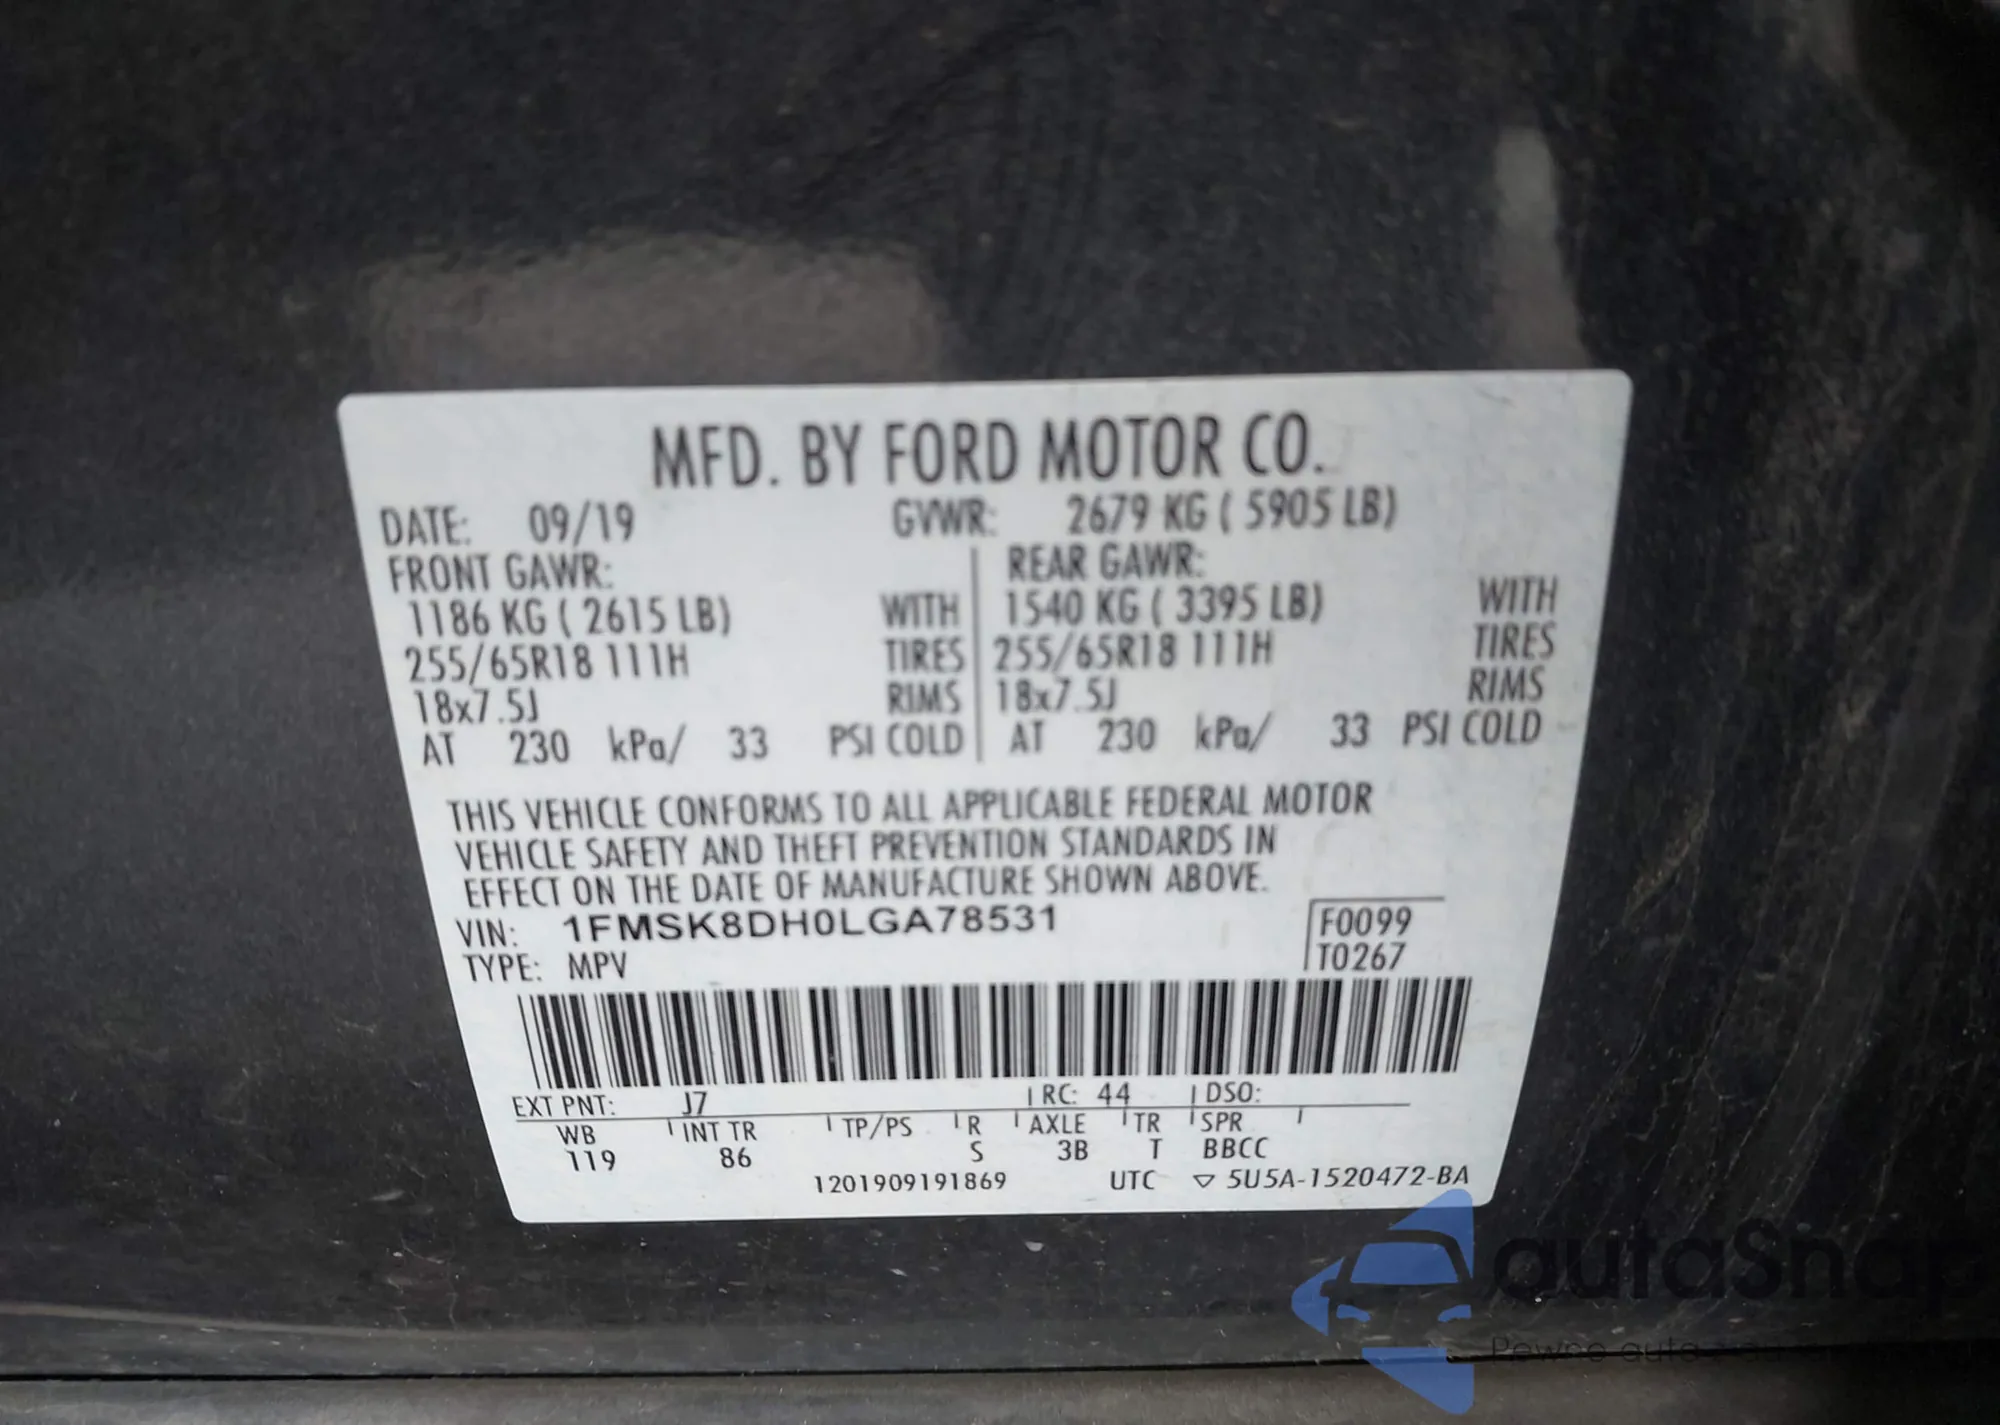 MFD. BY FORD MOTOR CO.
DATE: 09/19 GVWR: 2679 KG ( 5905 LB)
FRONT GAWR: REAR GAWR:
1186 KG ( 2615 LB) WITH 1540 KG ( 3395 LB) WITH
255/65R18 111H TIRES 255/65R18 111H TIRES
18x7.5J RIMS 18x7.5J RIMS
AT 230 kPa/ 33 PSI COLD AT 230 kPa/ 33 PSI COLD
THIS VEHICLE CONFORMS TO ALL APPLICABLE FEDERAL MOTOR
VEHICLE SAFETY AND THEFT PREVENTION STANDARDS IN
EFFECT ON THE DATE OF MANUFACTURE SHOWN ABOVE.
VIN: 1FMSK8DH0LGA78531 F0099
TYPE: MPV T0267
EXT PNT: J7 RC: 44 DSO:
WB INT TR TP/PS R AXLE TR SPR
119 86 S 3B T BBCC
1201909191869 UTC ▽ 5U5A-1520472-BA
autaSnap
Pewne auta z